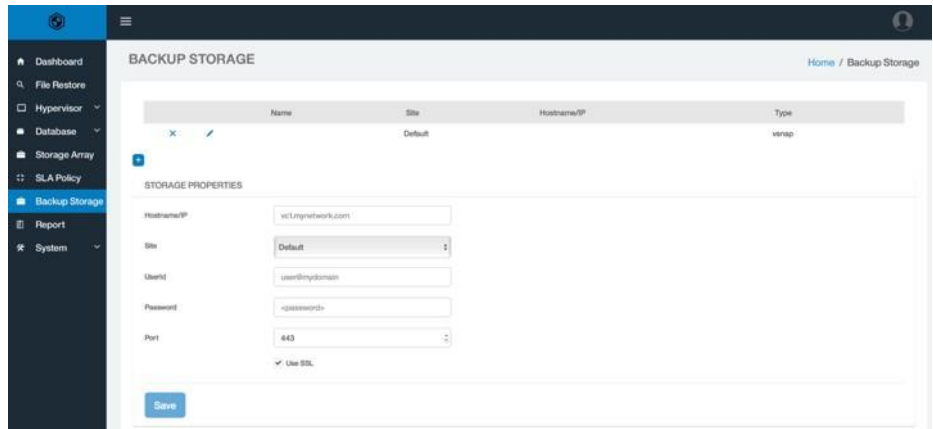 BACKUP STORAGE
Home / Backup Storage
Dashboard
File Restore
Hypervisor
Database
Storage Array
SLA Policy
Backup Storage
Report
System
Name Site Hostname/IP Type
Default vsnap
STORAGE PROPERTIES
Hostname/IP vc1.mynetwork.com
Site Default
UserId user@mydomain
Password <password>
Port 443
Use SSL
Save